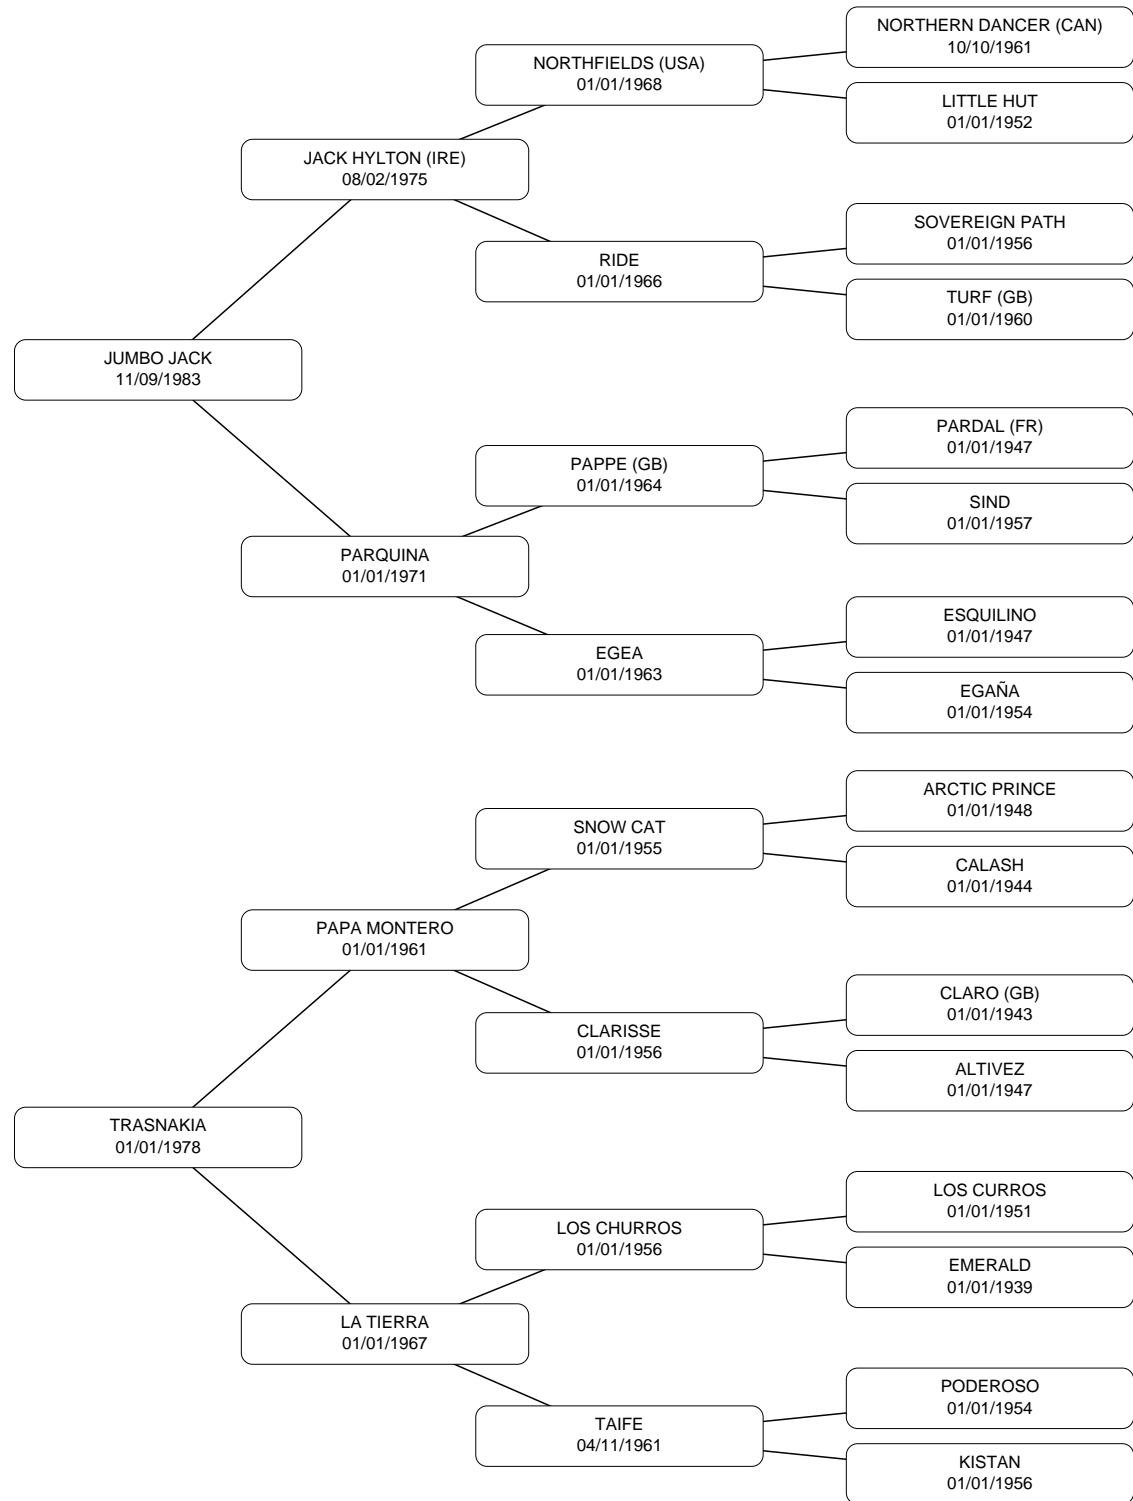 NORTHERN DANCER (CAN)
10/10/1961
NORTHFIELDS (USA)
01/01/1968
LITTLE HUT
01/01/1952
JACK HYLTON (IRE)
08/02/1975
SOVEREIGN PATH
01/01/1956
RIDE
01/01/1966
TURF (GB)
01/01/1960
JUMBO JACK
11/09/1983
PARDAL (FR)
01/01/1947
PAPPE (GB)
01/01/1964
SIND
01/01/1957
PARQUINA
01/01/1971
ESQUILINO
01/01/1947
EGEA
01/01/1963
EGAÑA
01/01/1954
ARCTIC PRINCE
01/01/1948
SNOW CAT
01/01/1955
CALASH
01/01/1944
PAPA MONTERO
01/01/1961
CLARO (GB)
01/01/1943
CLARISSE
01/01/1956
ALTIVEZ
01/01/1947
TRASNAKIA
01/01/1978
LOS CURROS
01/01/1951
LOS CHURROS
01/01/1956
EMERALD
01/01/1939
LA TIERRA
01/01/1967
PODEROSO
01/01/1954
TAIFE
04/11/1961
KISTAN
01/01/1956